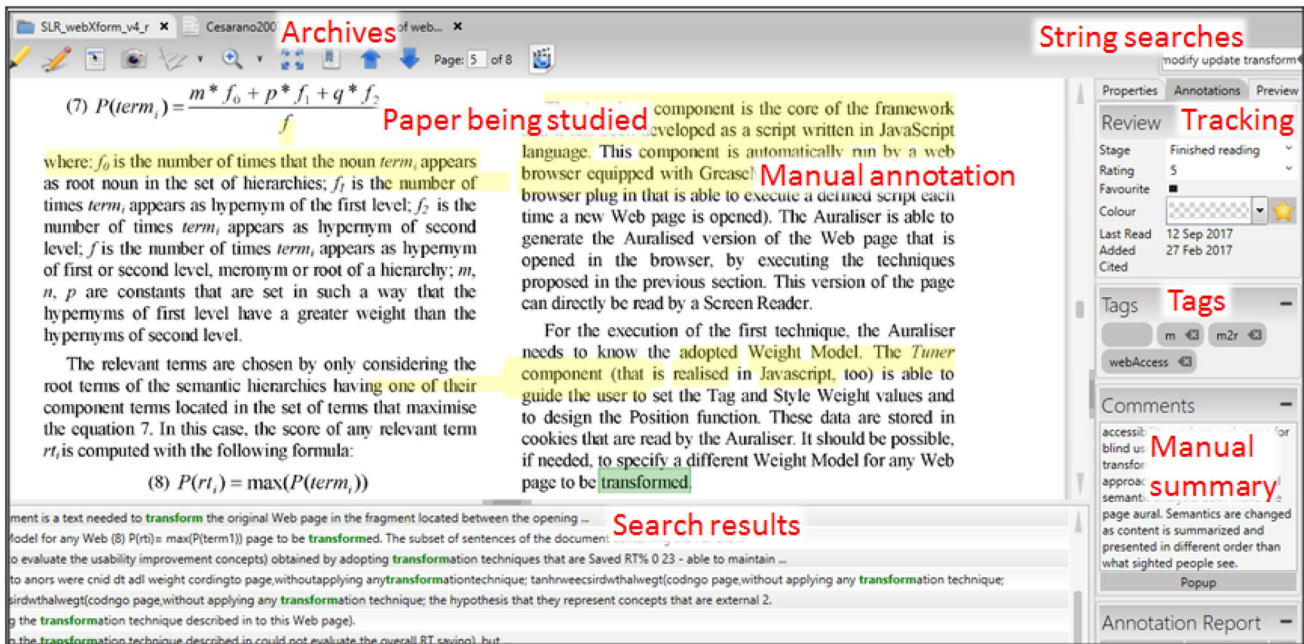 SLR_webXform_v4_r ×
Cesarano200 of web... ×
Archives
String searches
Page: 5 of 8
modify update transform
(7) P(term_i) = (m * f_0 + p * f_1 + q * f_2) / f
Paper being studied
where: f_0 is the number of times that the noun term_i appears
as root noun in the set of hierarchies; f_1 is the number of
times term_i appears as hypernym of the first level; f_2 is the
number of times term_i appears as hypernym of second
level; f is the number of times term_i appears as hypernym
of first or second level, meronym or root of a hierarchy; m,
n, p are constants that are set in such a way that the
hypernyms of first level have a greater weight than the
hypernyms of second level.
The relevant terms are chosen by only considering the
root terms of the semantic hierarchies having one of their
component terms located in the set of terms that maximise
the equation 7. In this case, the score of any relevant term
rt_i is computed with the following formula:
(8) P(rt_i) = max(P(term_i))
component is the core of the framework
developed as a script written in JavaScript
language. This component is automatically run by a web
browser equipped with
Manual annotation
browser plug in that is able to execute a defined script each
time a new Web page is opened). The Auraliser is able to
generate the Auralised version of the Web page that is
opened in the browser, by executing the techniques
proposed in the previous section. This version of the page
can directly be read by a Screen Reader.
For the execution of the first technique, the Auraliser
needs to know the adopted Weight Model. The Tuner
component (that is realised in Javascript, too) is able to
guide the user to set the Tag and Style Weight values and
to design the Position function. These data are stored in
cookies that are read by the Auraliser. It should be possible,
if needed, to specify a different Weight Model for any Web
page to be transformed.
Properties Annotations Preview
Review
Tracking
Stage Finished reading
Rating 5
Favourite
Colour
Last Read 12 Sep 2017
Added 27 Feb 2017
Cited
Tags
Tags
m m2r
webAccess
Comments
Manual
summary
blind
semantic
page aural. Semantics are changed
as content is summarized and
presented in different order than
what sighted people see.
Popup
Annotation Report
Search results
ment is a text needed to transform the original Web page in the fragment located between the opening ...
Model for any Web (8) P(rti)= max(P(term1)) page to be transformed. The subset of sentences of the document
to evaluate the usability improvement concepts) obtained by adopting transformation techniques that are Saved RT% 0 23 - able to maintain ...
to anors were cnid dt adl weight cordingto page,withoutapplying anytransformationtechnique; tanhrweecsirdwthalwegt(codngo page,without applying any transformation technique;
sirdwthalwegt(codngo page,without applying any transformation technique; the hypothesis that they represent concepts that are external 2.
g the transformation technique described in to this Web page).
g the transformation technique described in could not evaluate the overall RT saving), but ...